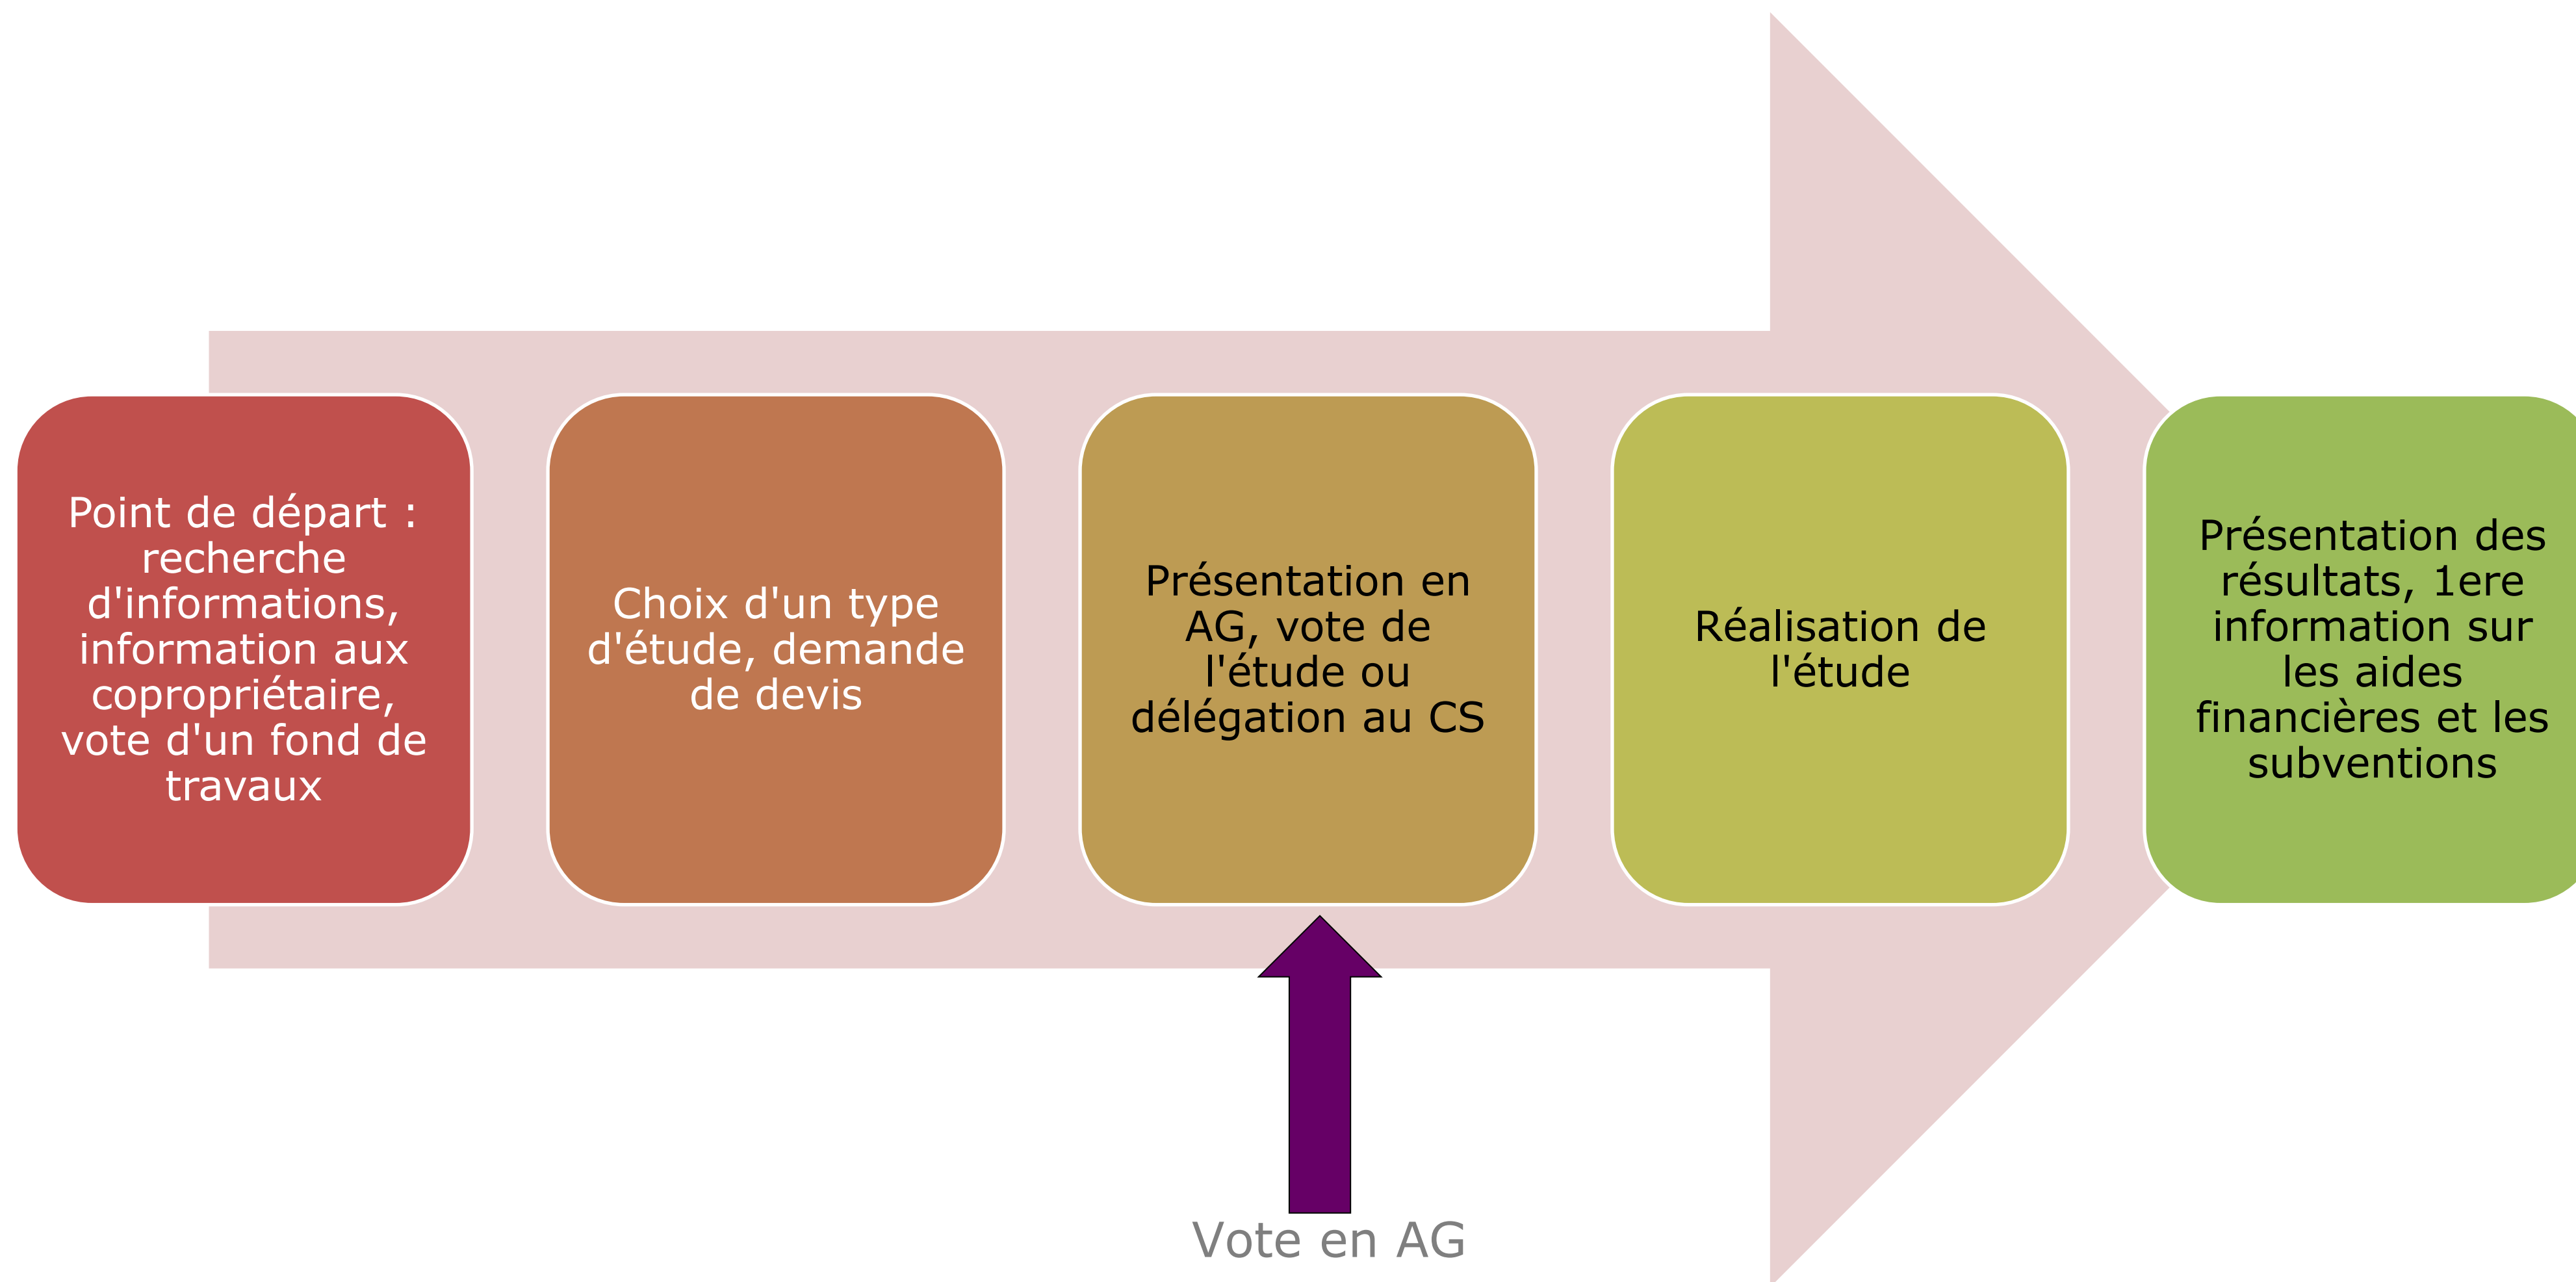 Point de départ :
recherche
d'informations,
information aux
copropriétaire,
vote d'un fond de
travaux
Choix d'un type
d'étude, demande
de devis
Présentation en
AG, vote de
l'étude ou
délégation au CS
Réalisation de
l'étude
Présentation des
résultats, 1ere
information sur
les aides
financières et les
subventions
Vote en AG